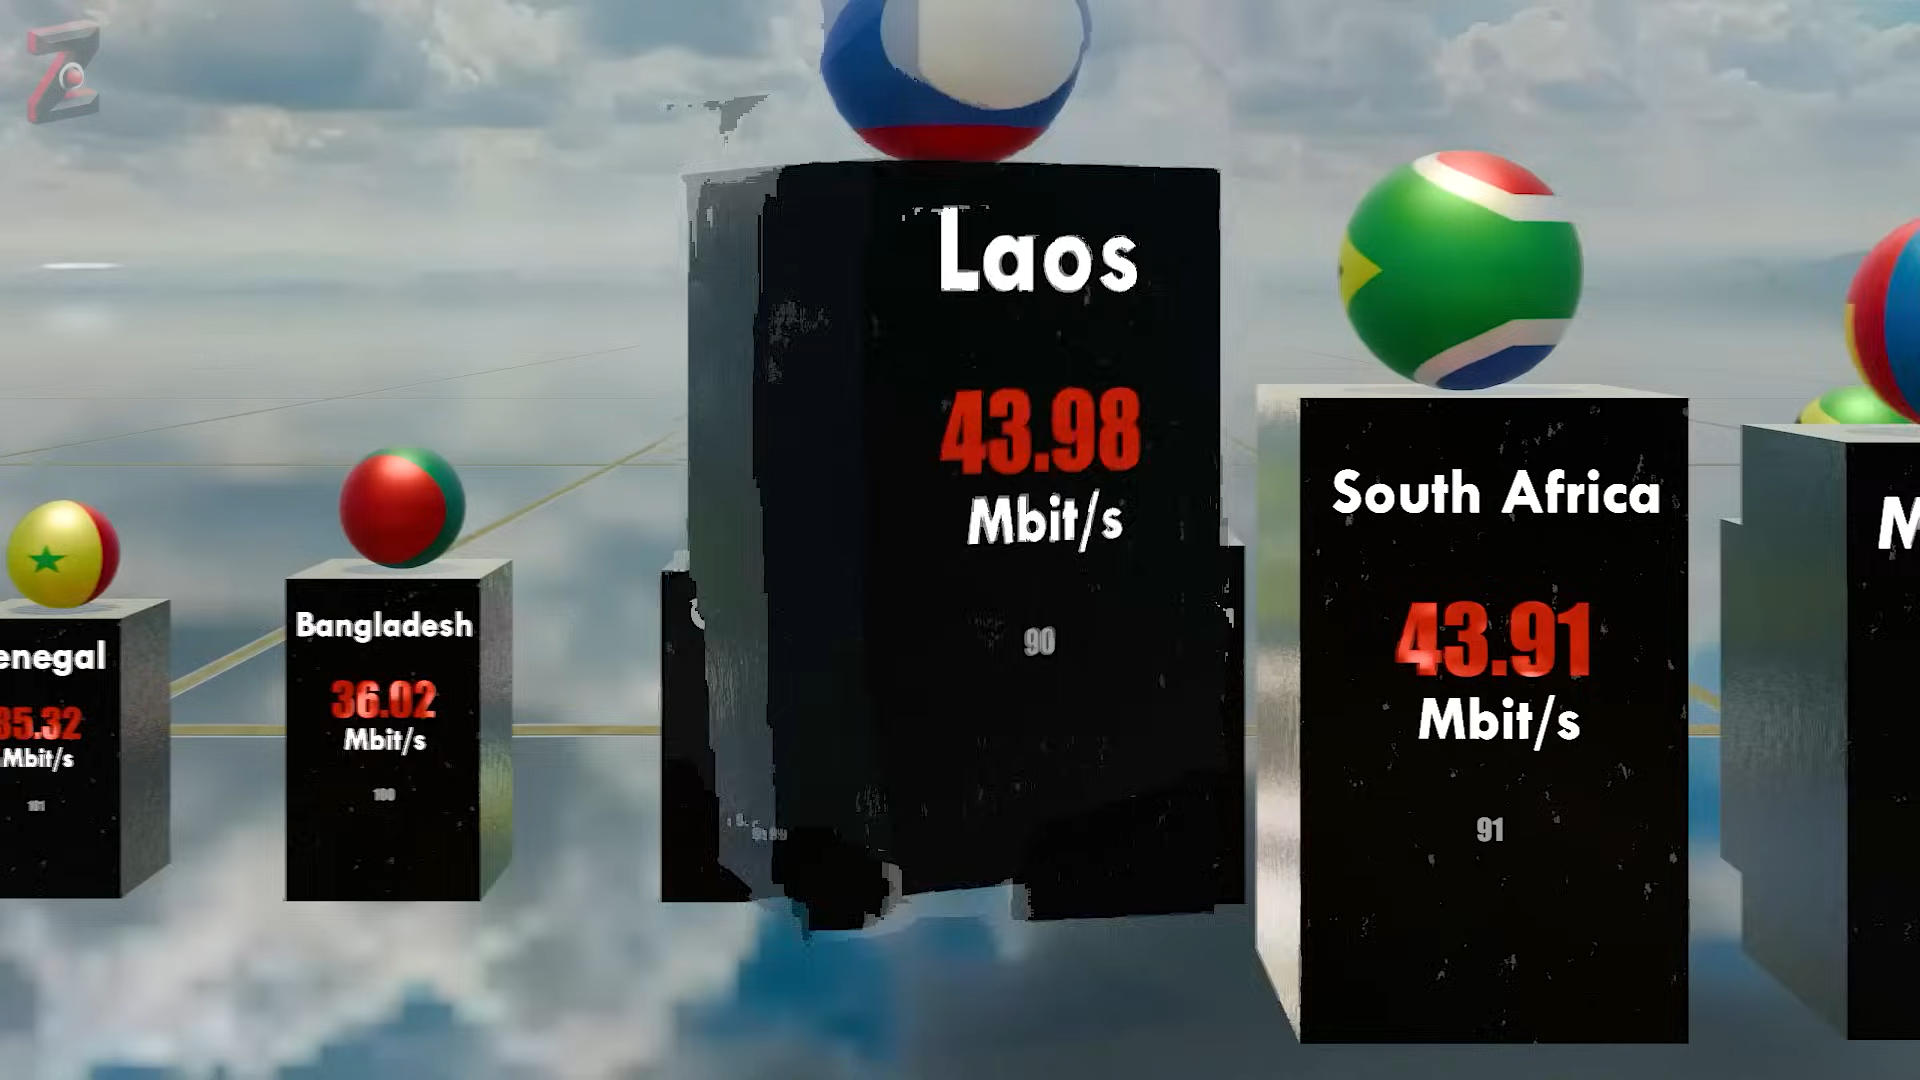 enegal
35.32
Mbit/s
101
Bangladesh
36.02
Mbit/s
100
Laos
43.98
Mbit/s
90
South Africa
43.91
Mbit/s
91
M